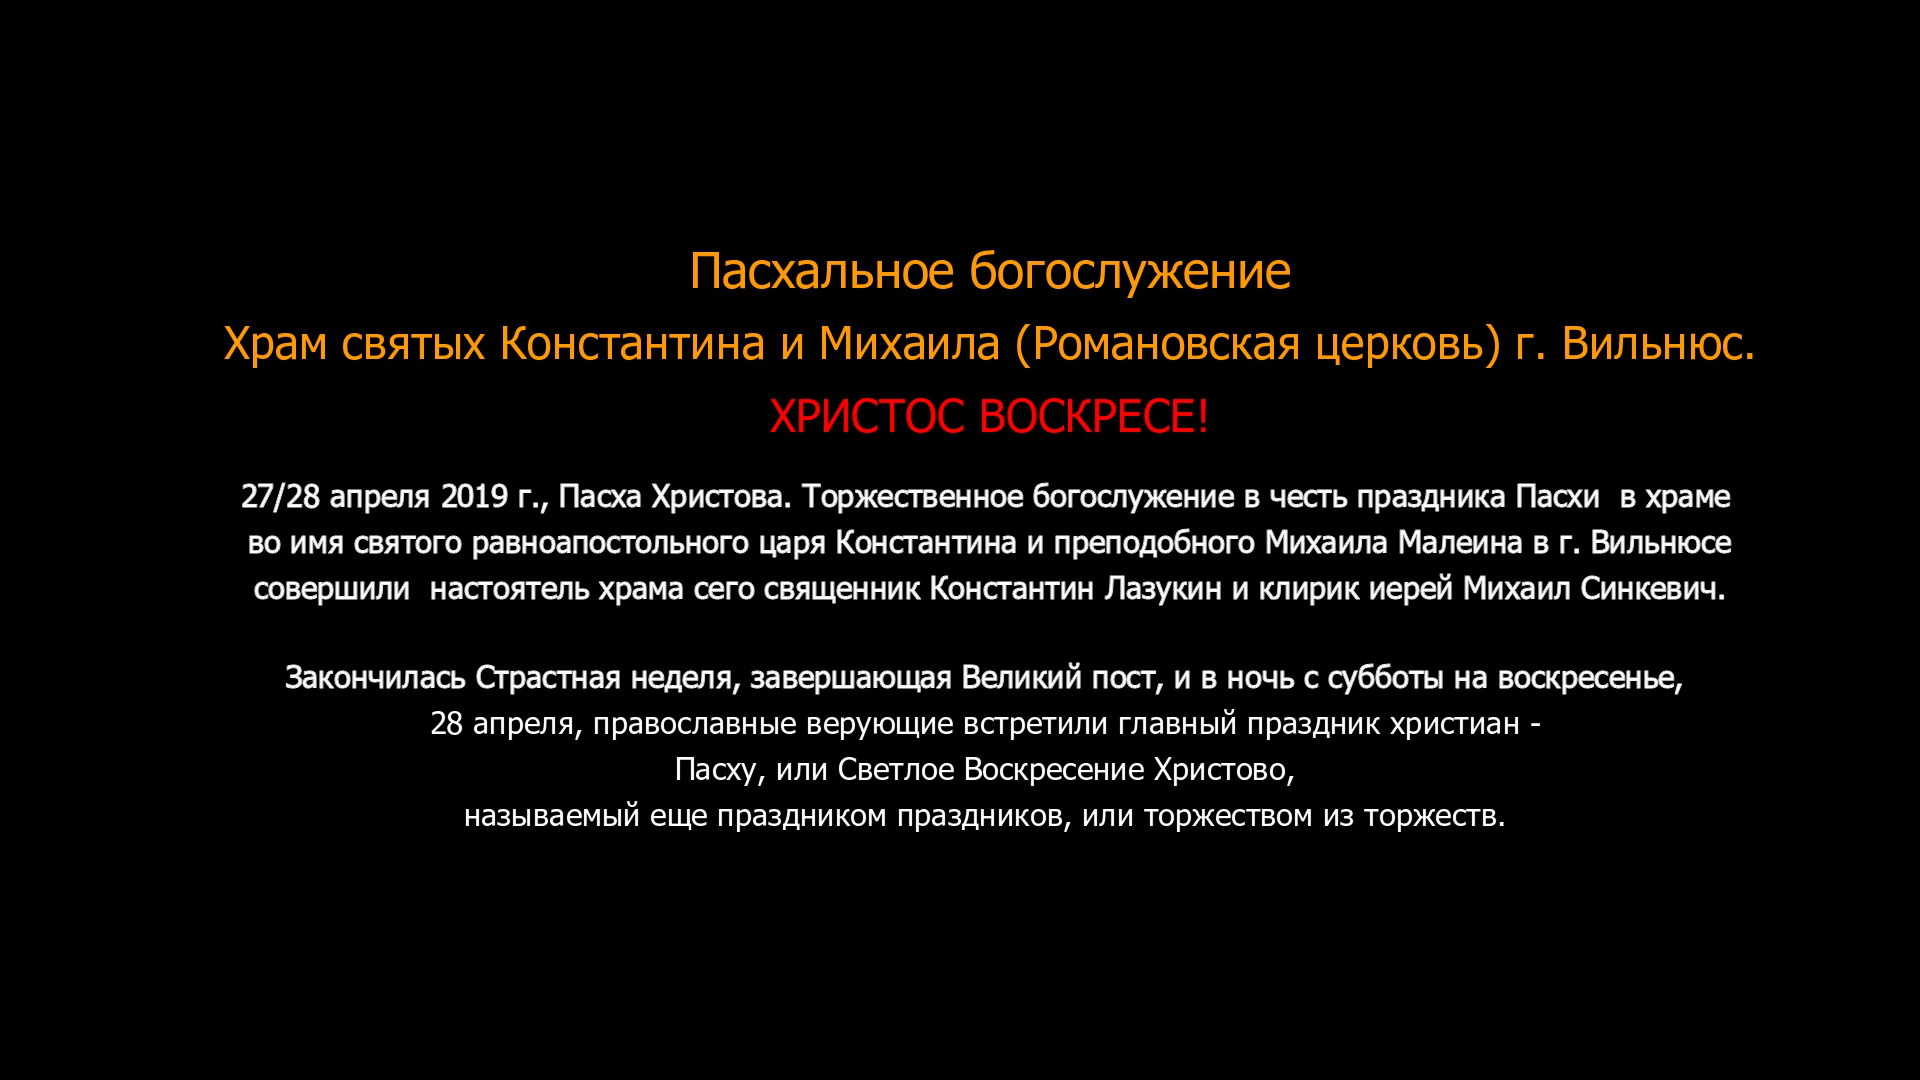 Пасхальное богослужение
Храм святых Константина и Михаила (Романовская церковь) г. Вильнюс.
ХРИСТОС ВОСКРЕСЕ!
27/28 апреля 2019 г., Пасха Христова. Торжественное богослужение в честь праздника Пасхи  в храме
во имя святого равноапостольного царя Константина и преподобного Михаила Малеина в г. Вильнюсе
совершили  настоятель храма сего священник Константин Лазукин и клирик иерей Михаил Синкевич.
Закончилась Страстная неделя, завершающая Великий пост, и в ночь с субботы на воскресенье,
28 апреля, православные верующие встретили главный праздник христиан -
Пасху, или Светлое Воскресение Христово,
называемый еще праздником праздников, или торжеством из торжеств.